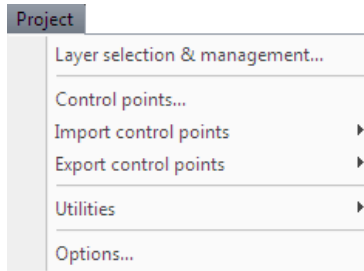 Project
Layer selection & management...
Control points...
Import control points
Export control points
Utilities
Options...